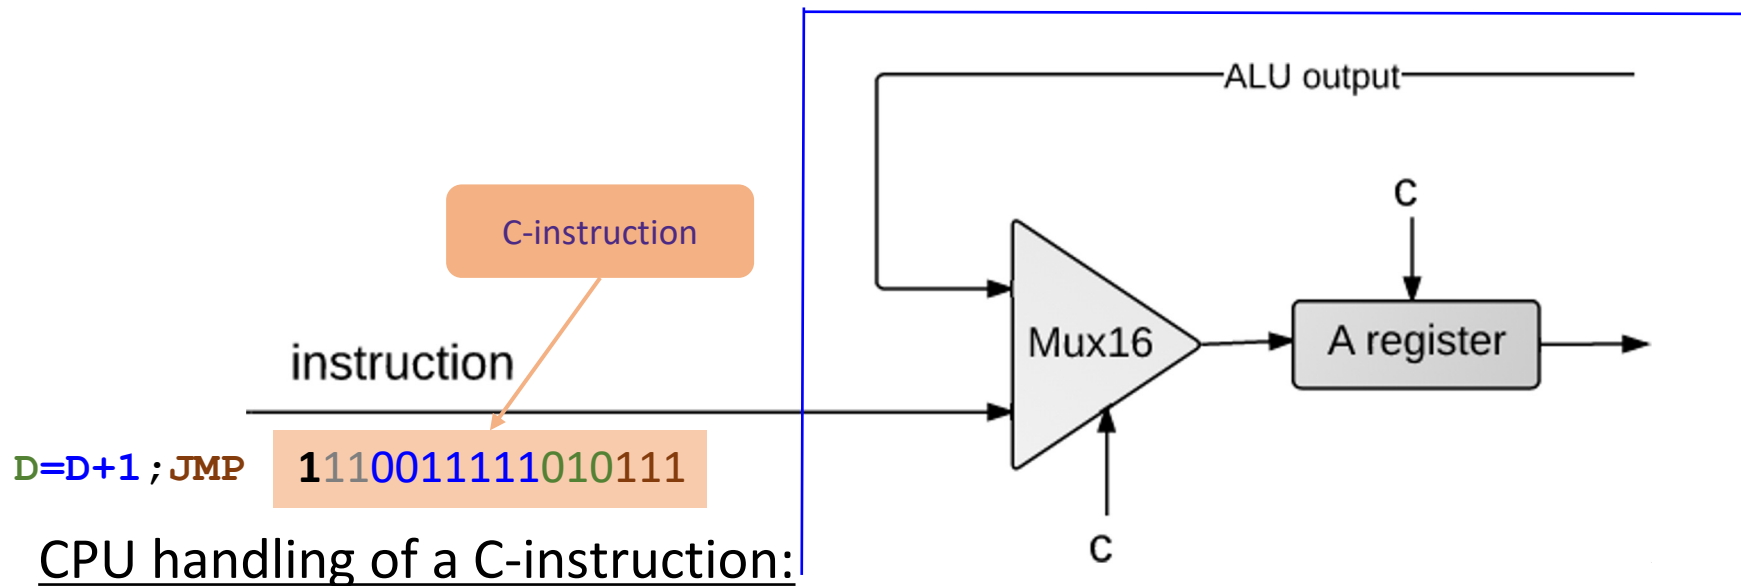 ALU output
c
C-instruction
Mux16
A register
instruction
D=D+1;JMP 1110011111010111
c
CPU handling of a C-instruction: